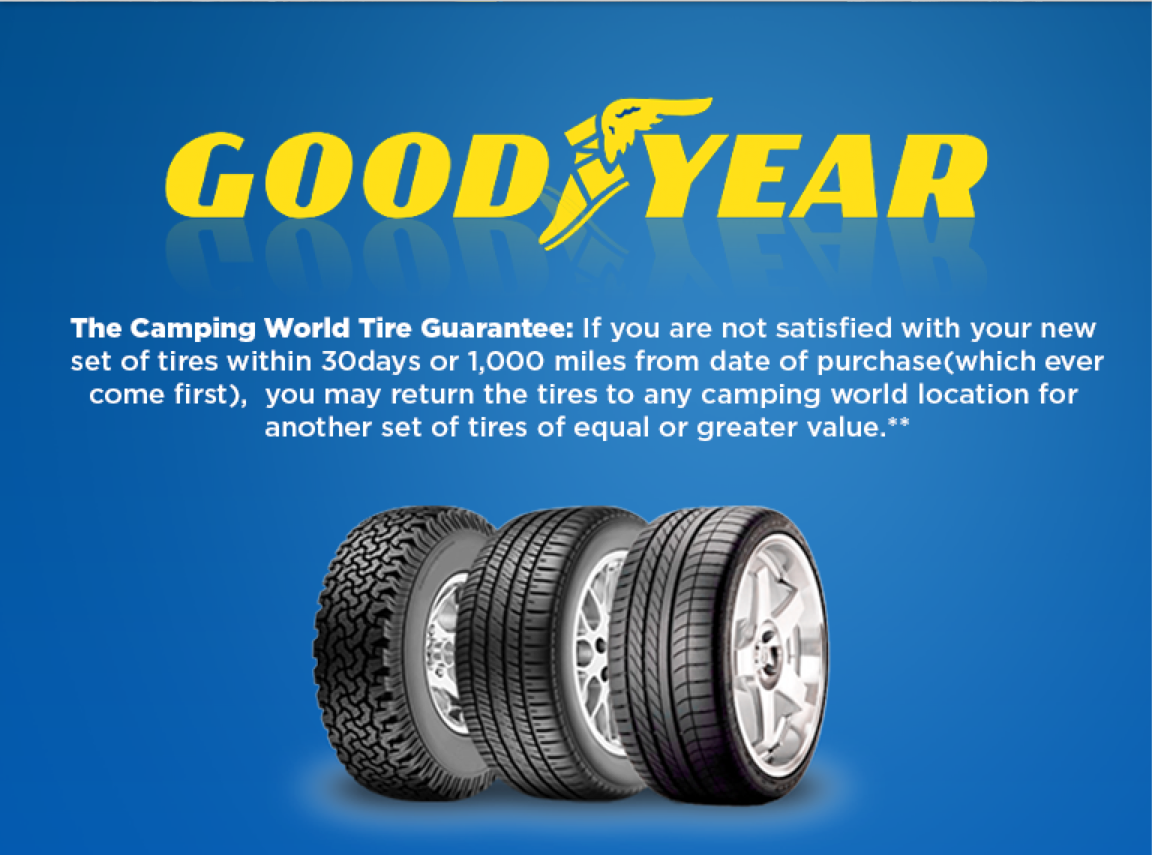 GOODYEAR
The Camping World Tire Guarantee: If you are not satisfied with your new
set of tires within 30days or 1,000 miles from date of purchase(which ever
come first),  you may return the tires to any camping world location for
another set of tires of equal or greater value.**